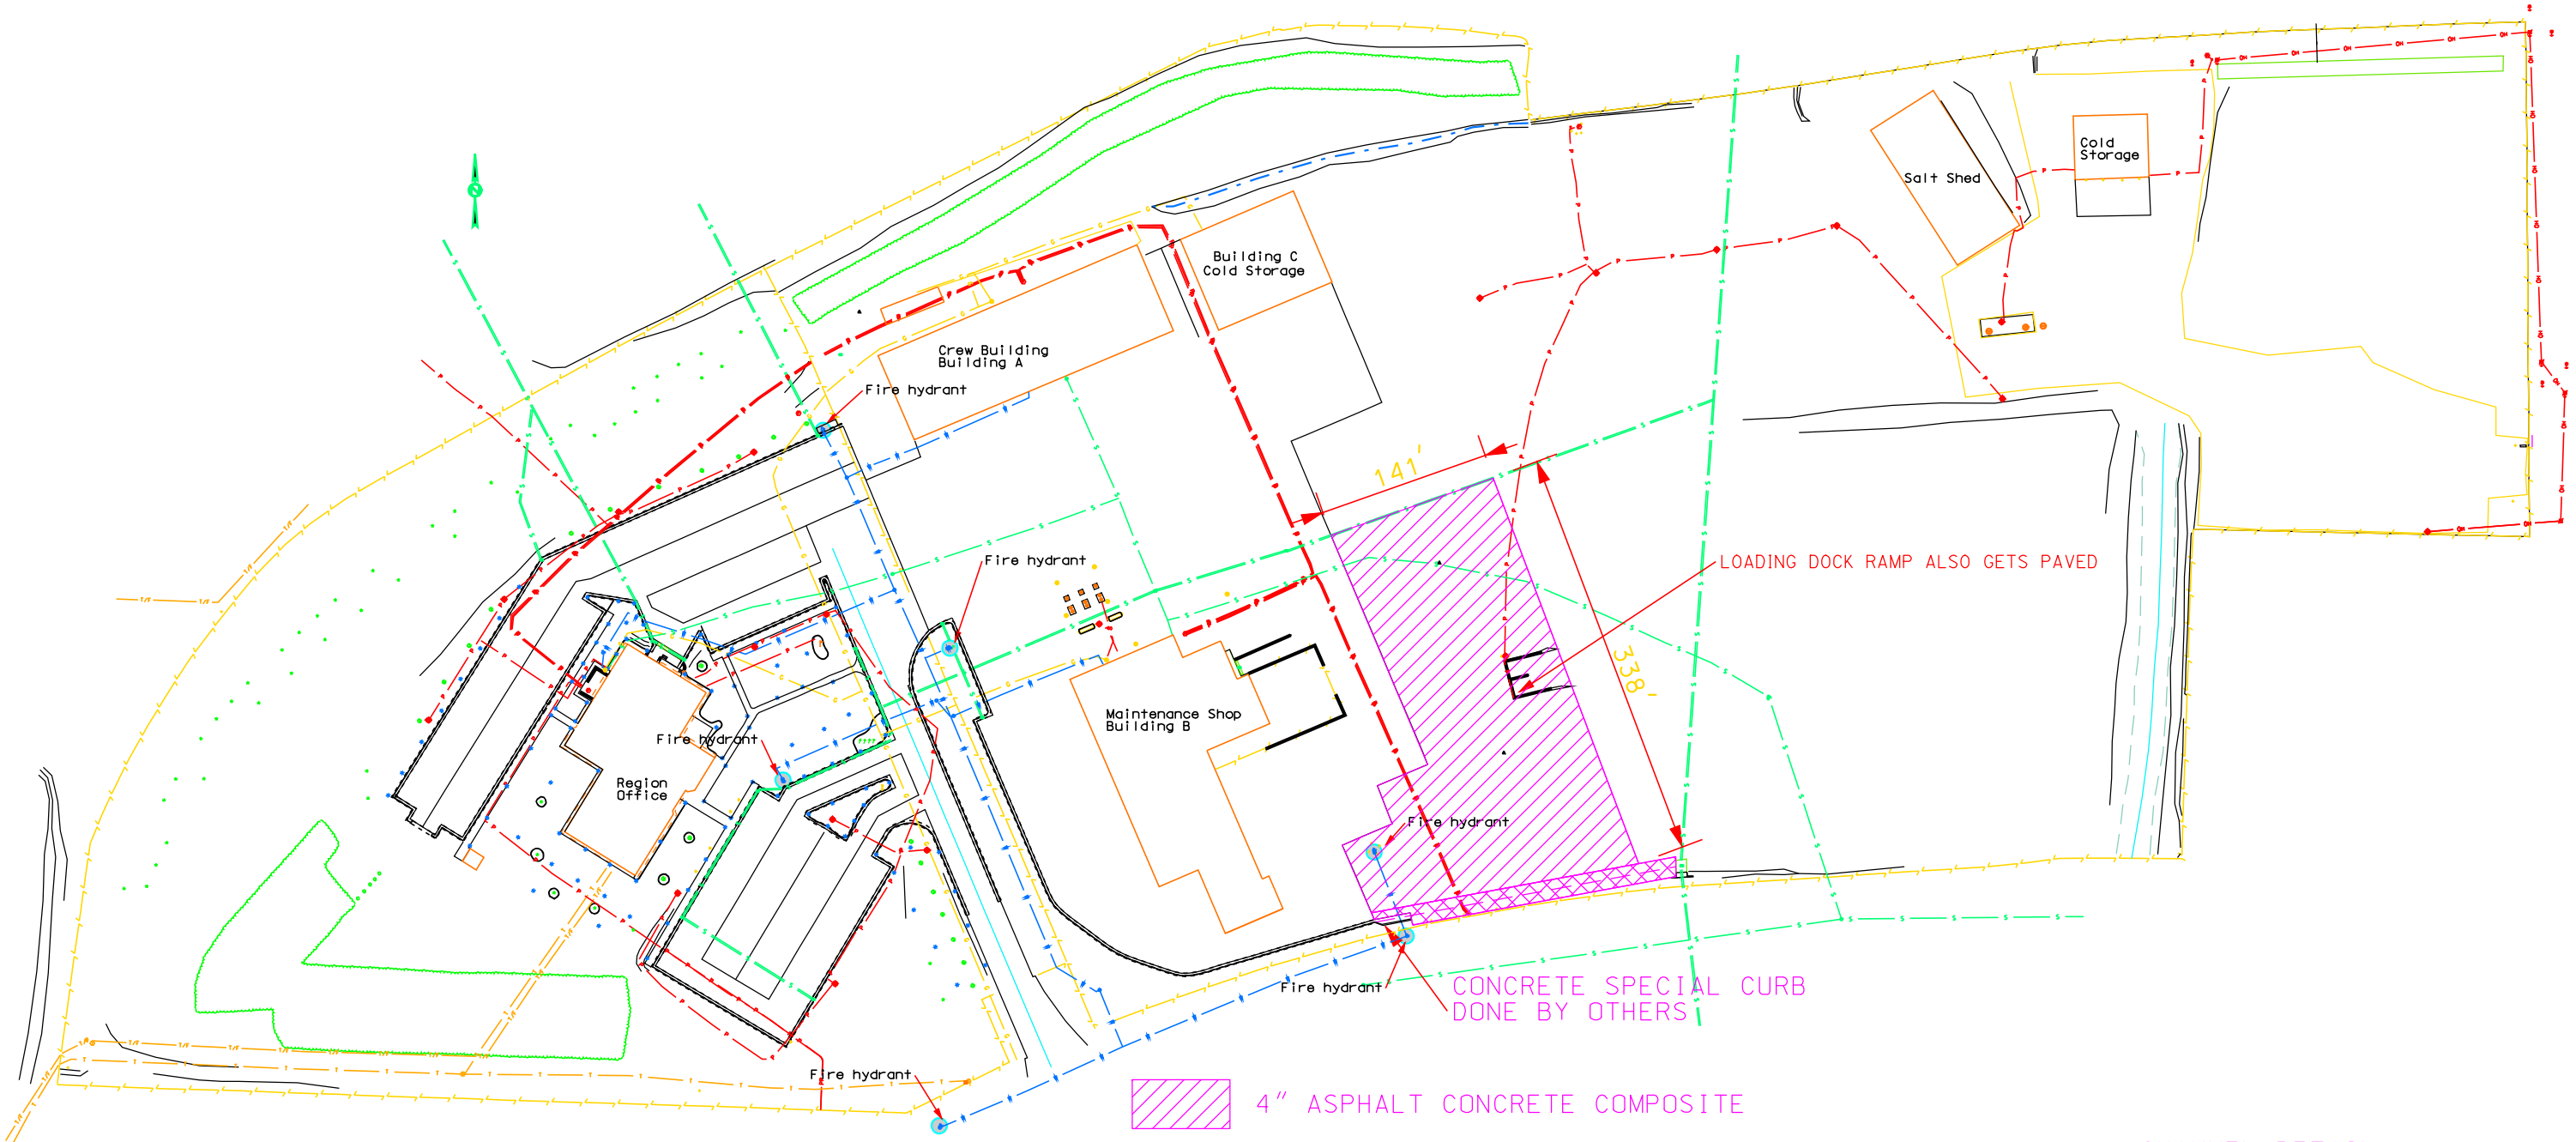 Cold
Storage
Salt Shed
Building C
Cold Storage
Crew Building
Building A
Fire hydrant
141'
Fire hydrant
LOADING DOCK RAMP ALSO GETS PAVED
338'
Maintenance Shop
Building B
Fire hydrant
Region
Office
Fire hydrant
Fire hydrant
CONCRETE SPECIAL CURB
DONE BY OTHERS
Fire hydrant
4" ASPHALT CONCRETE COMPOSITE